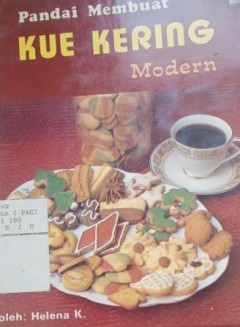 Pandai Membuat
KUE KERING
Modern
oleh: Helena K.